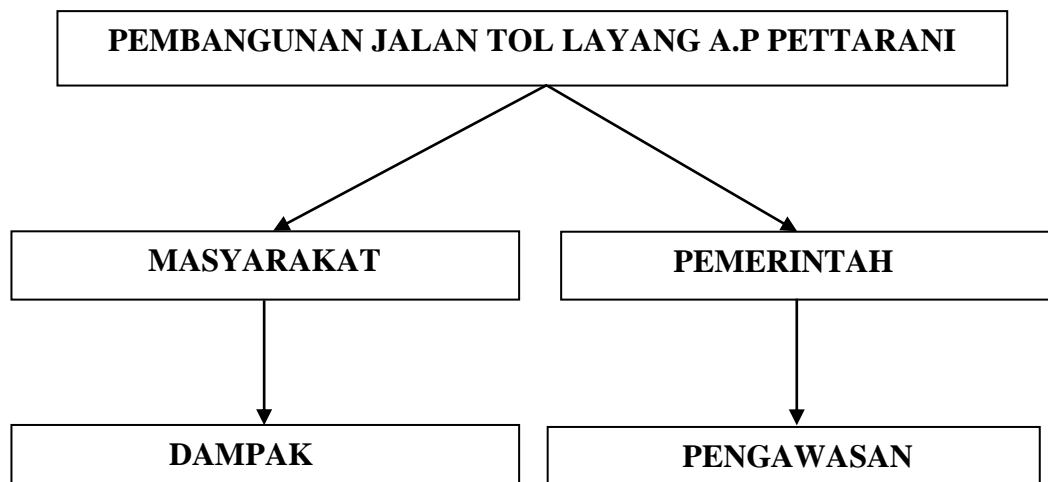 PEMBANGUNAN JALAN TOL LAYANG A.P PETTARANI
MASYARAKAT
PEMERINTAH
DAMPAK
PENGAWASAN